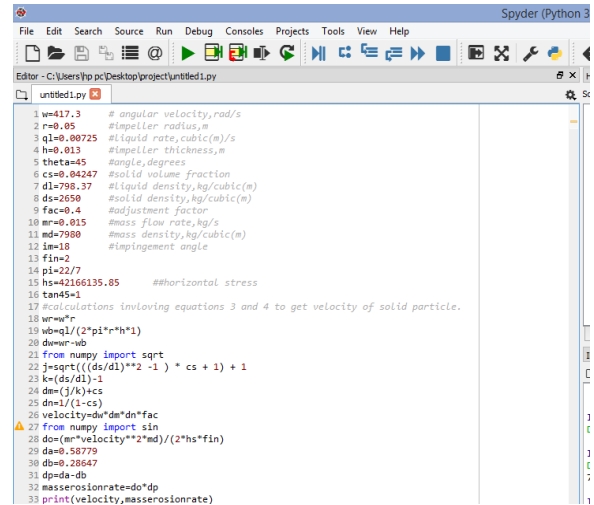 Spyder (Python 3
File Edit Search Source Run Debug Consoles Projects Tools View Help
Editor - C:\Users\hp pc\Desktop\project\untitled1.py
untitled1.py
1 w=417.3 # angular velocity,rad/s
2 r=0.05 #impeller radius,m
3 ql=0.00725 #liquid rate,cubic(m)/s
4 h=0.013 #impeller thickness,m
5 theta=45 #angle,degrees
6 cs=0.04247 #solid volume fraction
7 dl=798.37 #Liquid density,kg/cubic(m)
8 ds=2650 #solid density,kg/cubic(m)
9 fac=0.4 #adjustment factor
10 mr=0.015 #mass flow rate,kg/s
11 md=7980 #mass density,kg/cubic(m)
12 im=18 #impingement angle
13 fin=2
14 pi=22/7
15 hs=42166135.85 ##horizontal stress
16 tan45=1
17 #calculations invloving equations 3 and 4 to get velocity of solid particle.
18 wr=w*r
19 wb=ql/(2*pi*r*h*1)
20 dw=wr-wb
21 from numpy import sqrt
22 j=sqrt(((ds/dl)**2 -1 ) * cs + 1) + 1
23 k=(ds/dl)-1
24 dm=(j/k)+cs
25 dn=1/(1-cs)
26 velocity=dw*dm*dn*fac
27 from numpy import sin
28 do=(mr*velocity**2*md)/(2*hs*fin)
29 da=0.58779
30 db=0.28647
31 dp=da-db
32 masserosionrate=do*dp
33 print(velocity,masserosionrate)